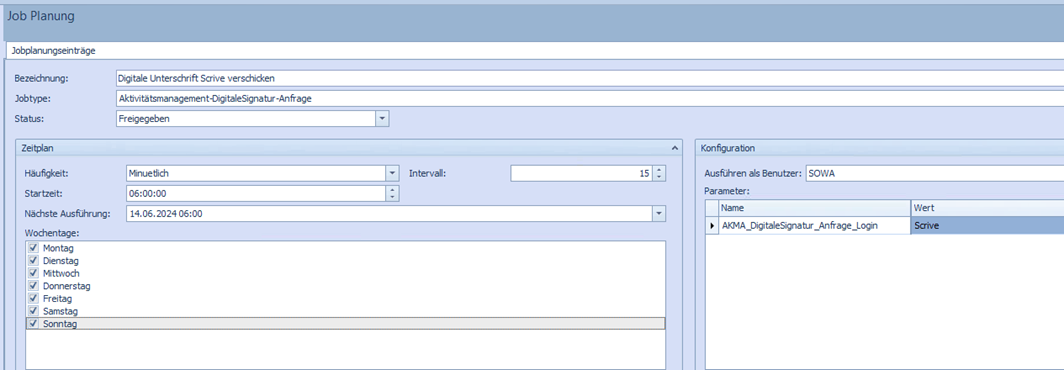 Job Planung
Jobplanungseinträge
Bezeichnung: Digitale Unterschrift Scrive verschicken
Jobtype: Aktivitätsmanagement-DigitaleSignatur-Anfrage
Status: Freigegeben
Zeitplan
Häufigkeit: Minuetlich Intervall: 15
Startzeit: 06:00:00
Nächste Ausführung: 14.06.2024 06:00
Wochentage:
Montag
Dienstag
Mittwoch
Donnerstag
Freitag
Samstag
Sonntag
Konfiguration
Ausführen als Benutzer: SOWA
Parameter:
Name Wert
AKMA_DigitaleSignatur_Anfrage_Login Scrive